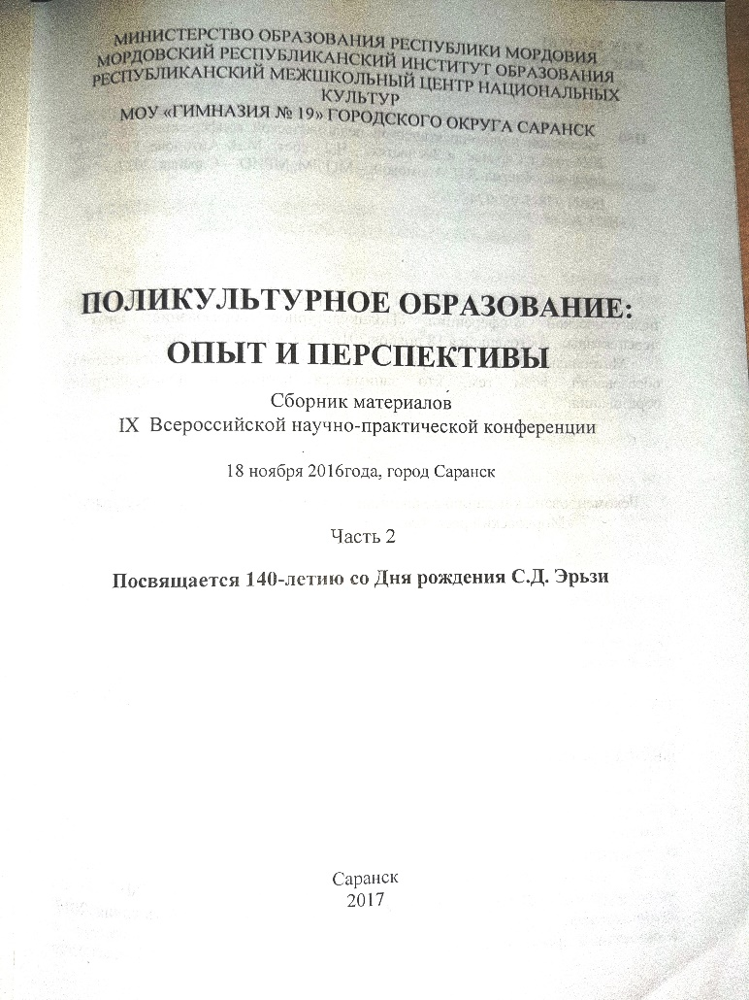 МИНИСТЕРСТВО ОБРАЗОВАНИЯ РЕСПУБЛИКИ МОРДОВИЯ
МОРДОВСКИЙ РЕСПУБЛИКАНСКИЙ ИНСТИТУТ ОБРАЗОВАНИЯ
РЕСПУБЛИКАНСКИЙ МЕЖШКОЛЬНЫЙ ЦЕНТР НАЦИОНАЛЬНЫХ
КУЛЬТУР
МОУ «ГИМНАЗИЯ № 19» ГОРОДСКОГО ОКРУГА САРАНСК
ПОЛИКУЛЬТУРНОЕ ОБРАЗОВАНИЕ:
ОПЫТ И ПЕРСПЕКТИВЫ
Сборник материалов
IX Всероссийской научно-практической конференции
18 ноября 2016года, город Саранск
Часть 2
Посвящается 140-летию со Дня рождения С.Д. Эрьзи
Саранск
2017